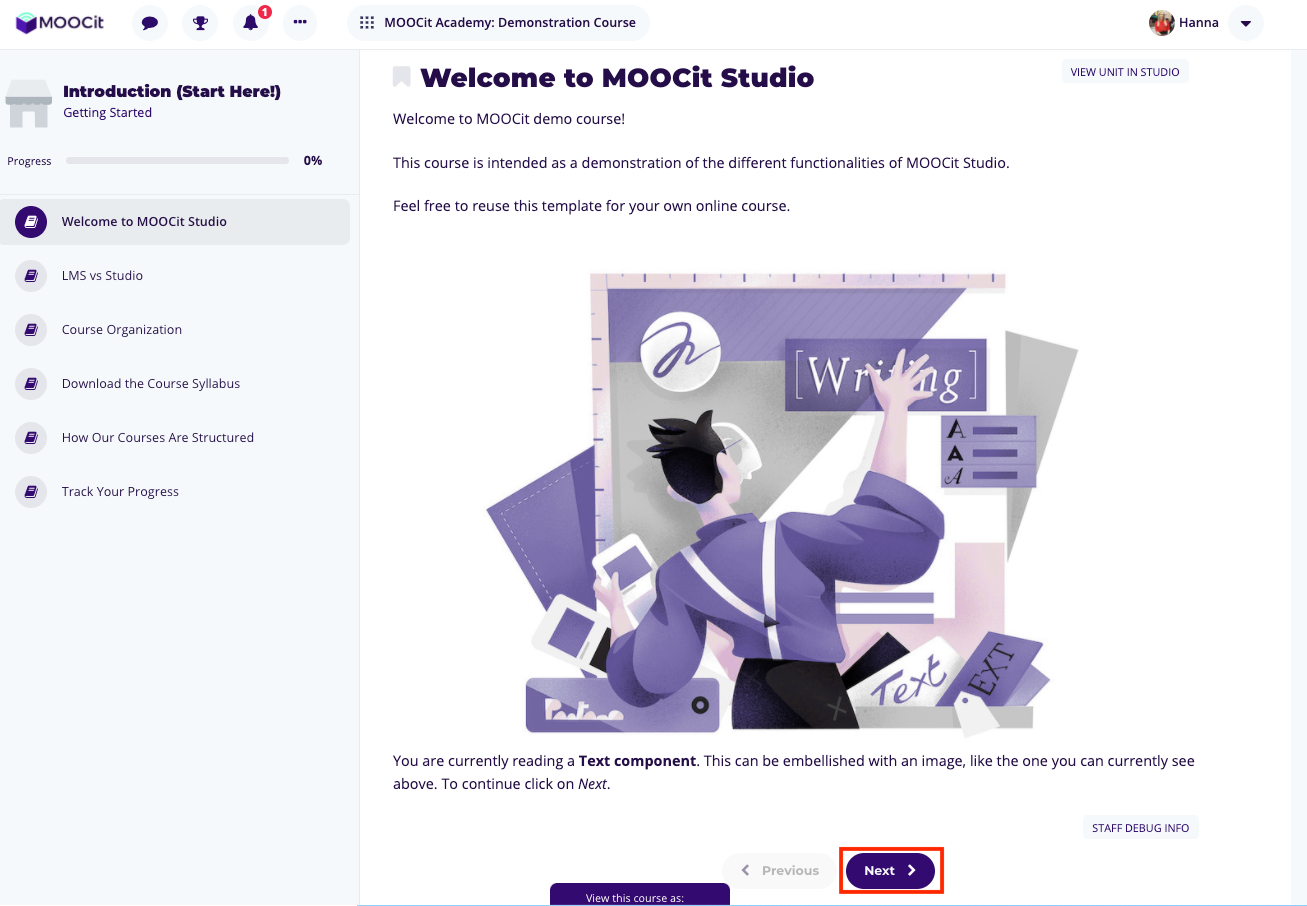 MOOCit
1
MOOCit Academy: Demonstration Course
Hanna
Introduction (Start Here!)
Getting Started
Progress
0%
Welcome to MOOCit Studio
LMS vs Studio
Course Organization
Download the Course Syllabus
How Our Courses Are Structured
Track Your Progress
Welcome to MOOCit Studio
VIEW UNIT IN STUDIO
Welcome to MOOCit demo course!
This course is intended as a demonstration of the different functionalities of MOOCit Studio.
Feel free to reuse this template for your own online course.
[Writing]
A
A
A
Text
EXT
You are currently reading a Text component. This can be embellished with an image, like the one you can currently see
above. To continue click on Next.
STAFF DEBUG INFO
Previous
Next
View this course as: